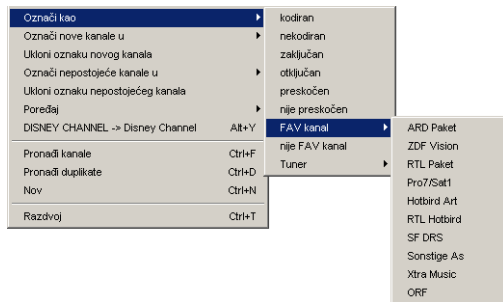 Označi kao
Označi nove kanale u
Ukloni oznaku novog kanala
Označi nepostojeće kanale u
Ukloni oznaku nepostojećeg kanala
Poređaj
DISNEY CHANNEL -> Disney Channel Alt+Y
Pronađi kanale Ctrl+F
Pronađi duplikate Ctrl+D
Nov Ctrl+N
Razdvoj Ctrl+T
kodiran
nekodiran
zaključan
otključan
preskočen
nije preskočen
FAV kanal
nije FAV kanal
Tuner
ARD Paket
ZDF Vision
RTL Paket
Pro7/Sat1
Hotbird Art
RTL Hotbird
SF DRS
Sonstige As
Xtra Music
ORF